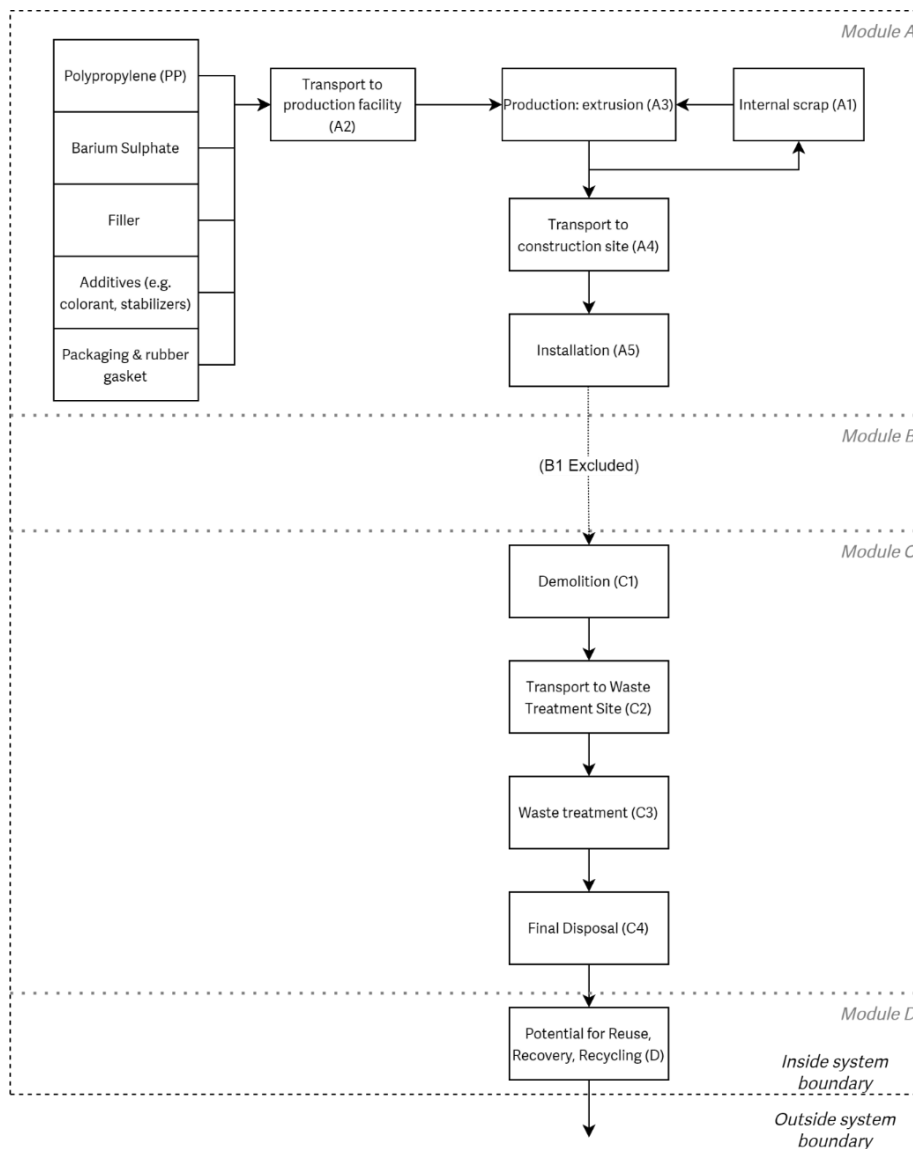 Module A
Polypropylene (PP)
Barium Sulphate
Filler
Additives (e.g.
colorant, stabilizers)
Packaging & rubber
gasket
Transport to
production facility
(A2)
Production: extrusion (A3)
Internal scrap (A1)
Transport to
construction site (A4)
Installation (A5)
Module B
(B1 Excluded)
Module C
Demolition (C1)
Transport to Waste
Treatment Site (C2)
Waste treatment (C3)
Final Disposal (C4)
Module D
Potential for Reuse,
Recovery, Recycling (D)
Inside system
boundary
Outside system
boundary